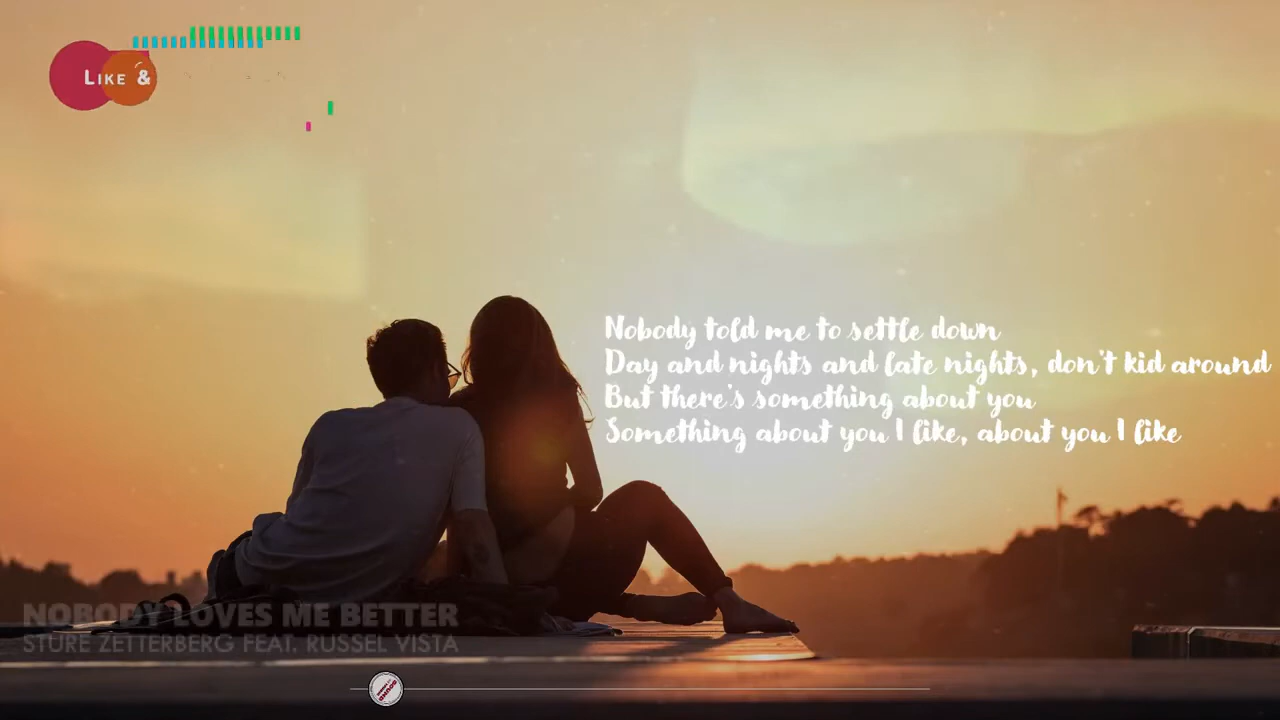 LIKE &
Nobody told me to settle down
Day and nights and late nights, don't kid around
But there's something about you
Something about you I like, about you I like
NOBODY LOVES ME BETTER
STURE ZETTERBERG FEAT. RUSSEL VISTA